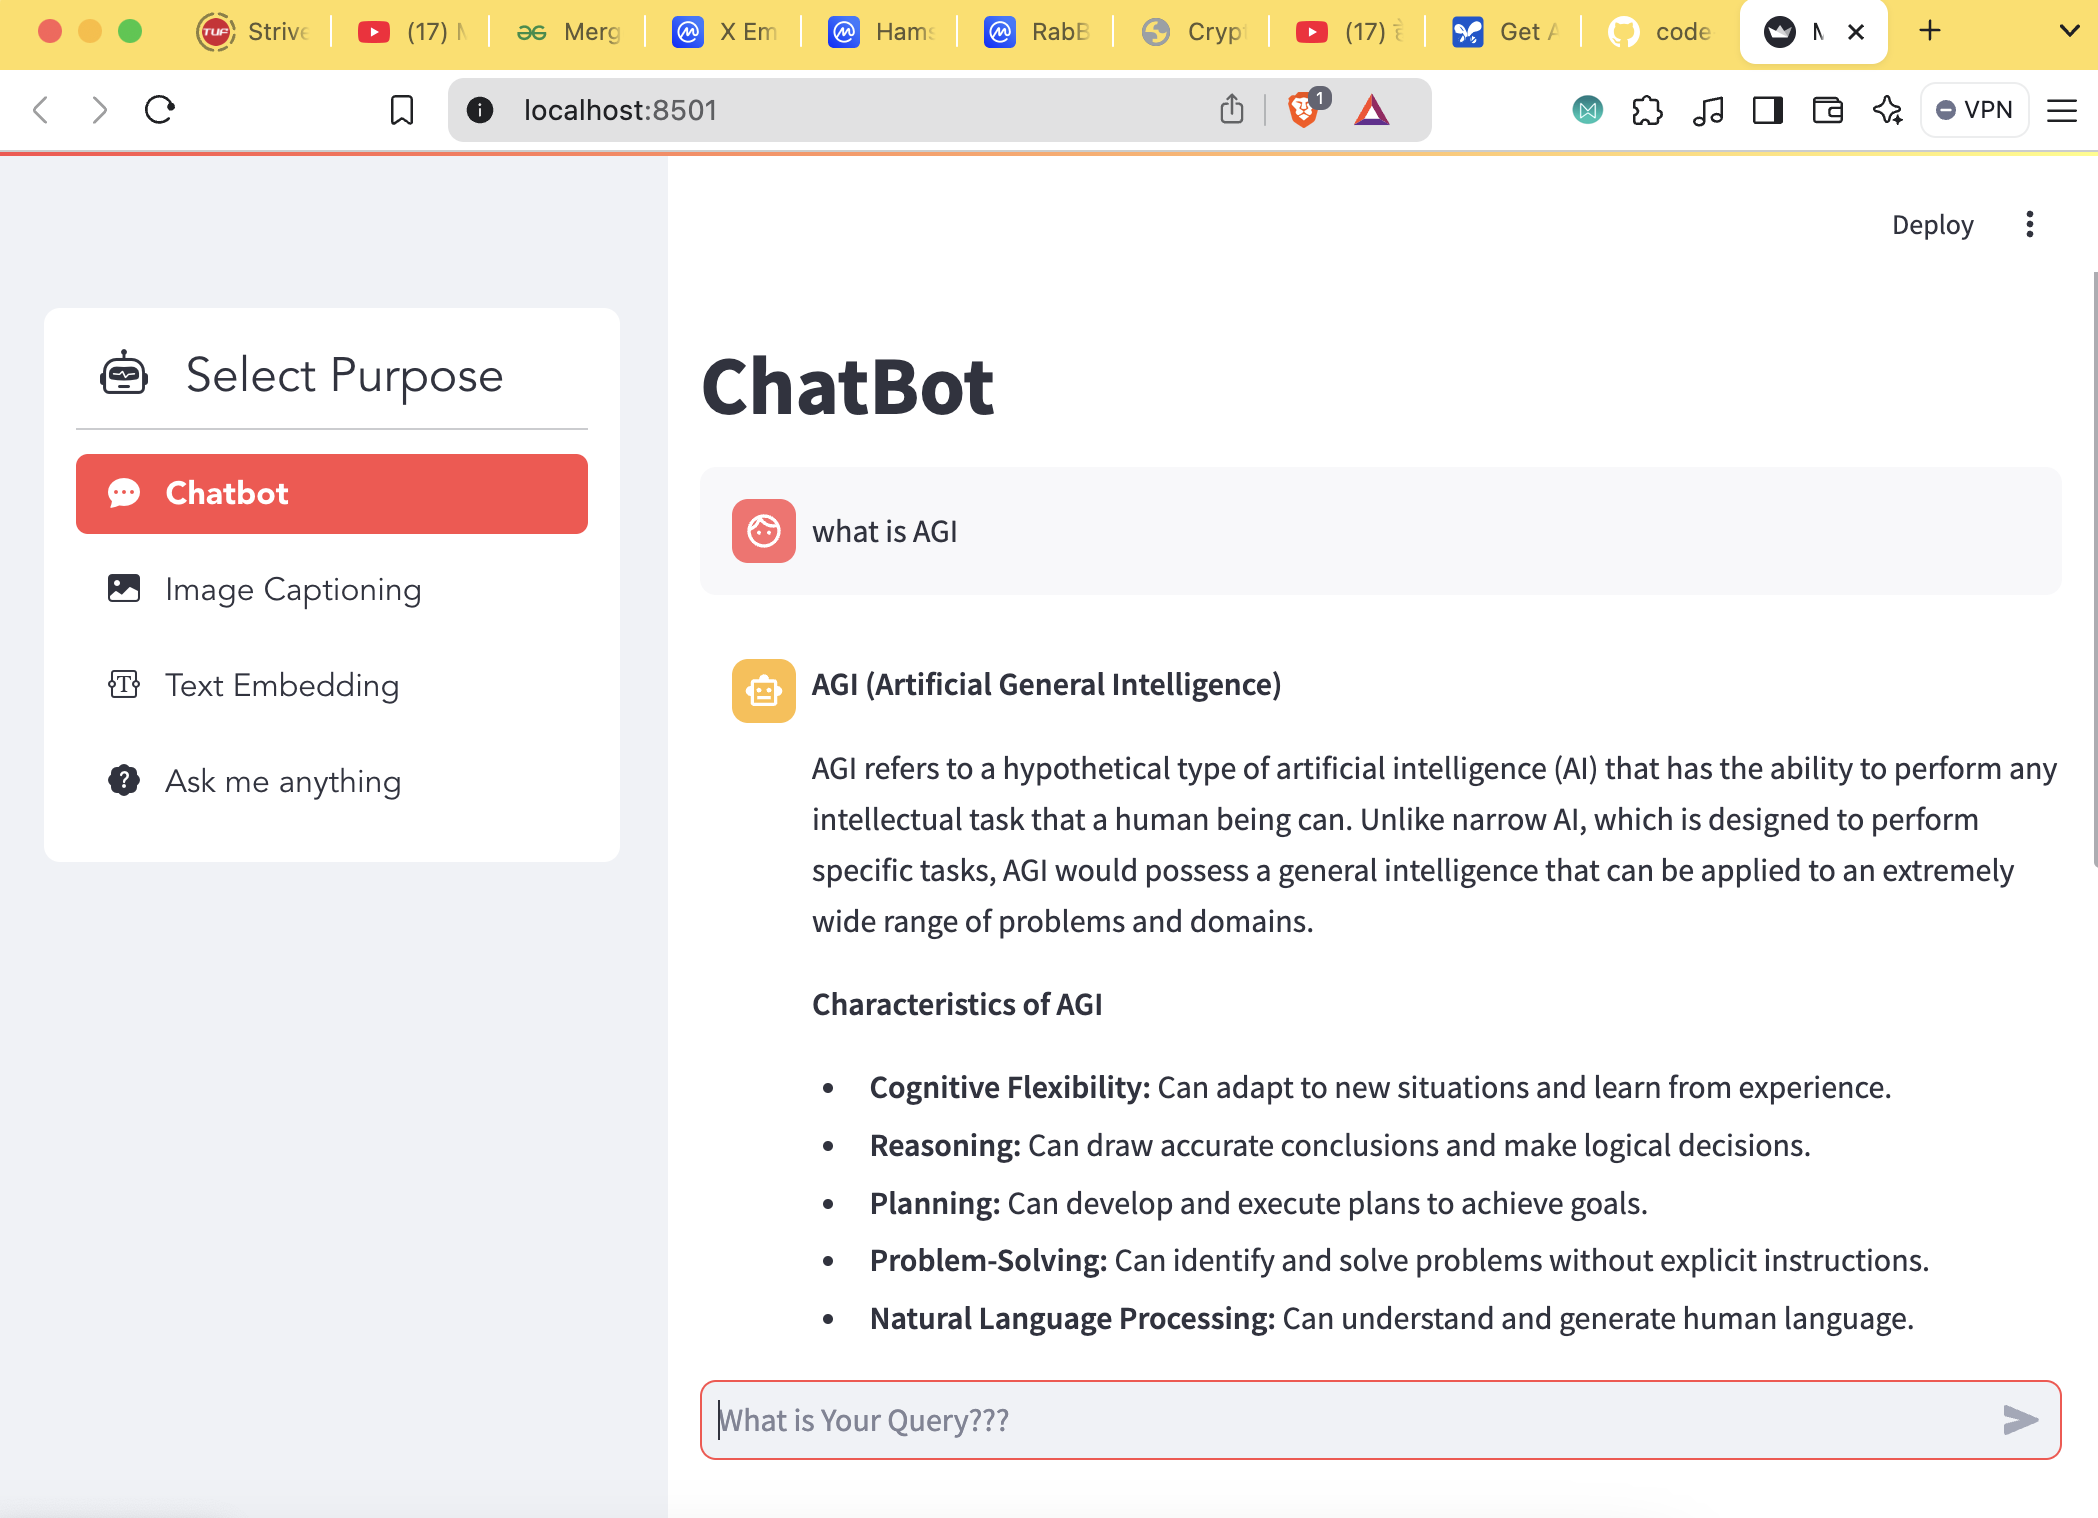 TUF Strive (17) Merg X Em Hams RabB Cryp (17) Get A code
localhost:8501 1 VPN
Deploy
Select Purpose
Chatbot
Image Captioning
Text Embedding
Ask me anything
ChatBot
what is AGI
AGI (Artificial General Intelligence)
AGI refers to a hypothetical type of artificial intelligence (AI) that has the ability to perform any
intellectual task that a human being can. Unlike narrow AI, which is designed to perform
specific tasks, AGI would possess a general intelligence that can be applied to an extremely
wide range of problems and domains.
Characteristics of AGI
Cognitive Flexibility: Can adapt to new situations and learn from experience.
Reasoning: Can draw accurate conclusions and make logical decisions.
Planning: Can develop and execute plans to achieve goals.
Problem-Solving: Can identify and solve problems without explicit instructions.
Natural Language Processing: Can understand and generate human language.
What is Your Query???